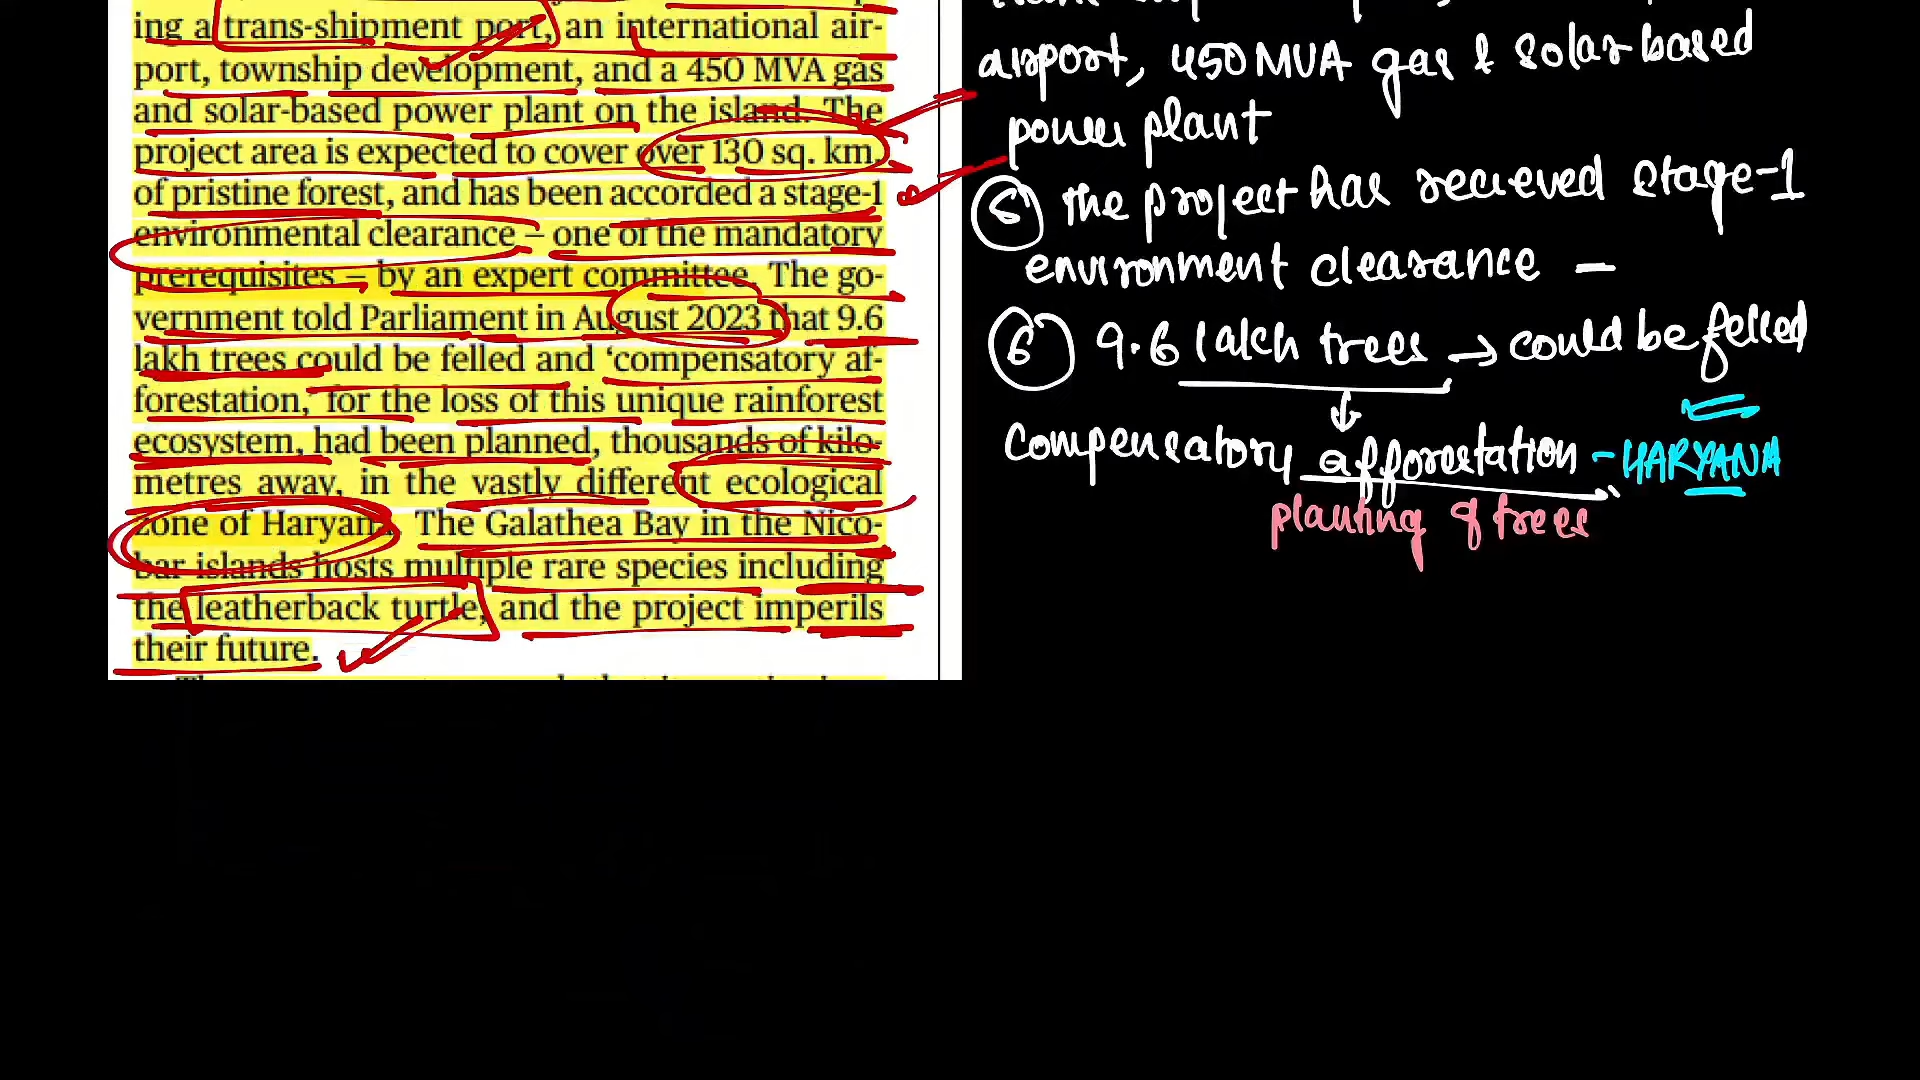 ing a trans-shipment port, an international air-
port, township development, and a 450 MVA gas
and solar-based power plant on the island. The
project area is expected to cover over 130 sq. km.
of pristine forest, and has been accorded a stage-1
environmental clearance – one of the mandatory
prerequisites – by an expert committee. The go-
vernment told Parliament in August 2023 that 9.6
lakh trees could be felled and ‘compensatory af-
forestation,’ for the loss of this unique rainforest
ecosystem, had been planned, thousands of kilo-
metres away, in the vastly different ecological
zone of Haryana. The Galathea Bay in the Nico-
bar islands hosts multiple rare species including
the leatherback turtle, and the project imperils
their future.
airport, 450 MVA gas & solar based
power plant
5 the project has recieved stage-1
environment clearance –
6 9.6 lakh trees → could be felled
compensatory afforestation - HARYANA
planting of trees